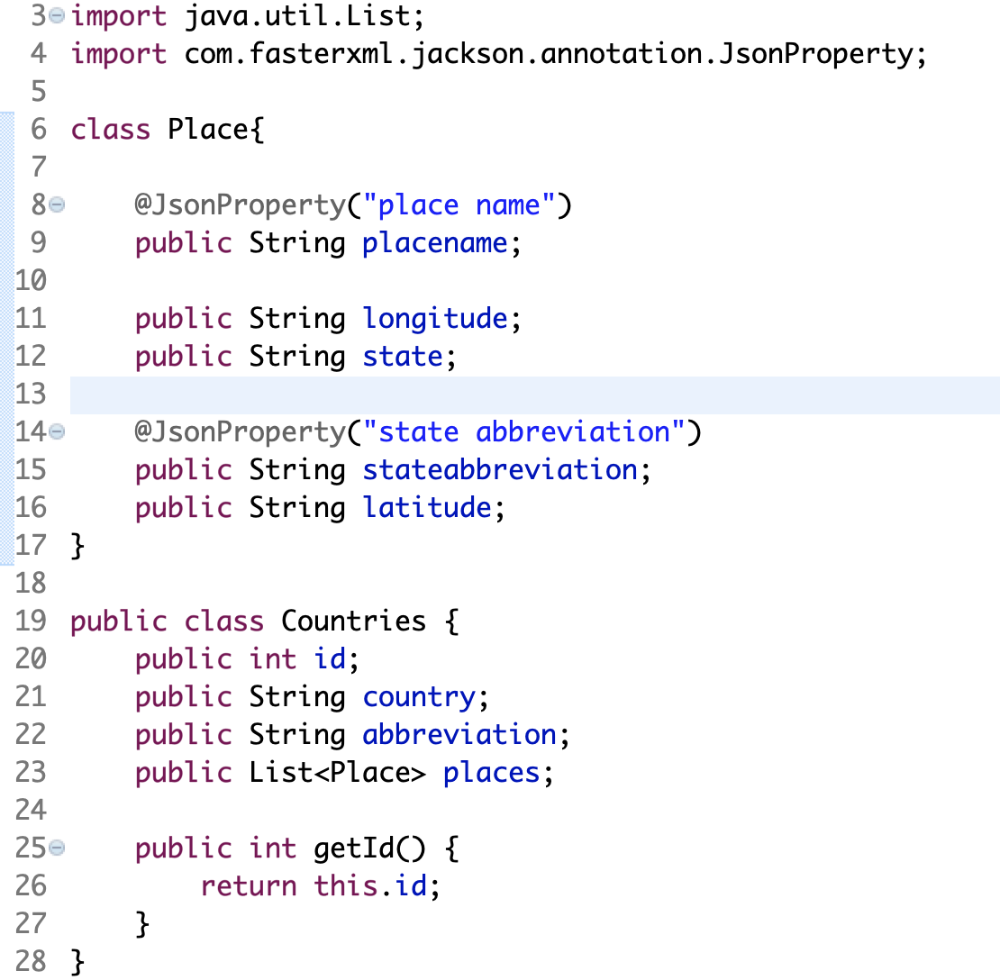 3 import java.util.List;
4 import com.fasterxml.jackson.annotation.JsonProperty;
5
6 class Place{
7
8     @JsonProperty("place name")
9     public String placename;
10
11     public String longitude;
12     public String state;
13
14     @JsonProperty("state abbreviation")
15     public String stateabbreviation;
16     public String latitude;
17 }
18
19 public class Countries {
20     public int id;
21     public String country;
22     public String abbreviation;
23     public List<Place> places;
24
25     public int getId() {
26         return this.id;
27     }
28 }